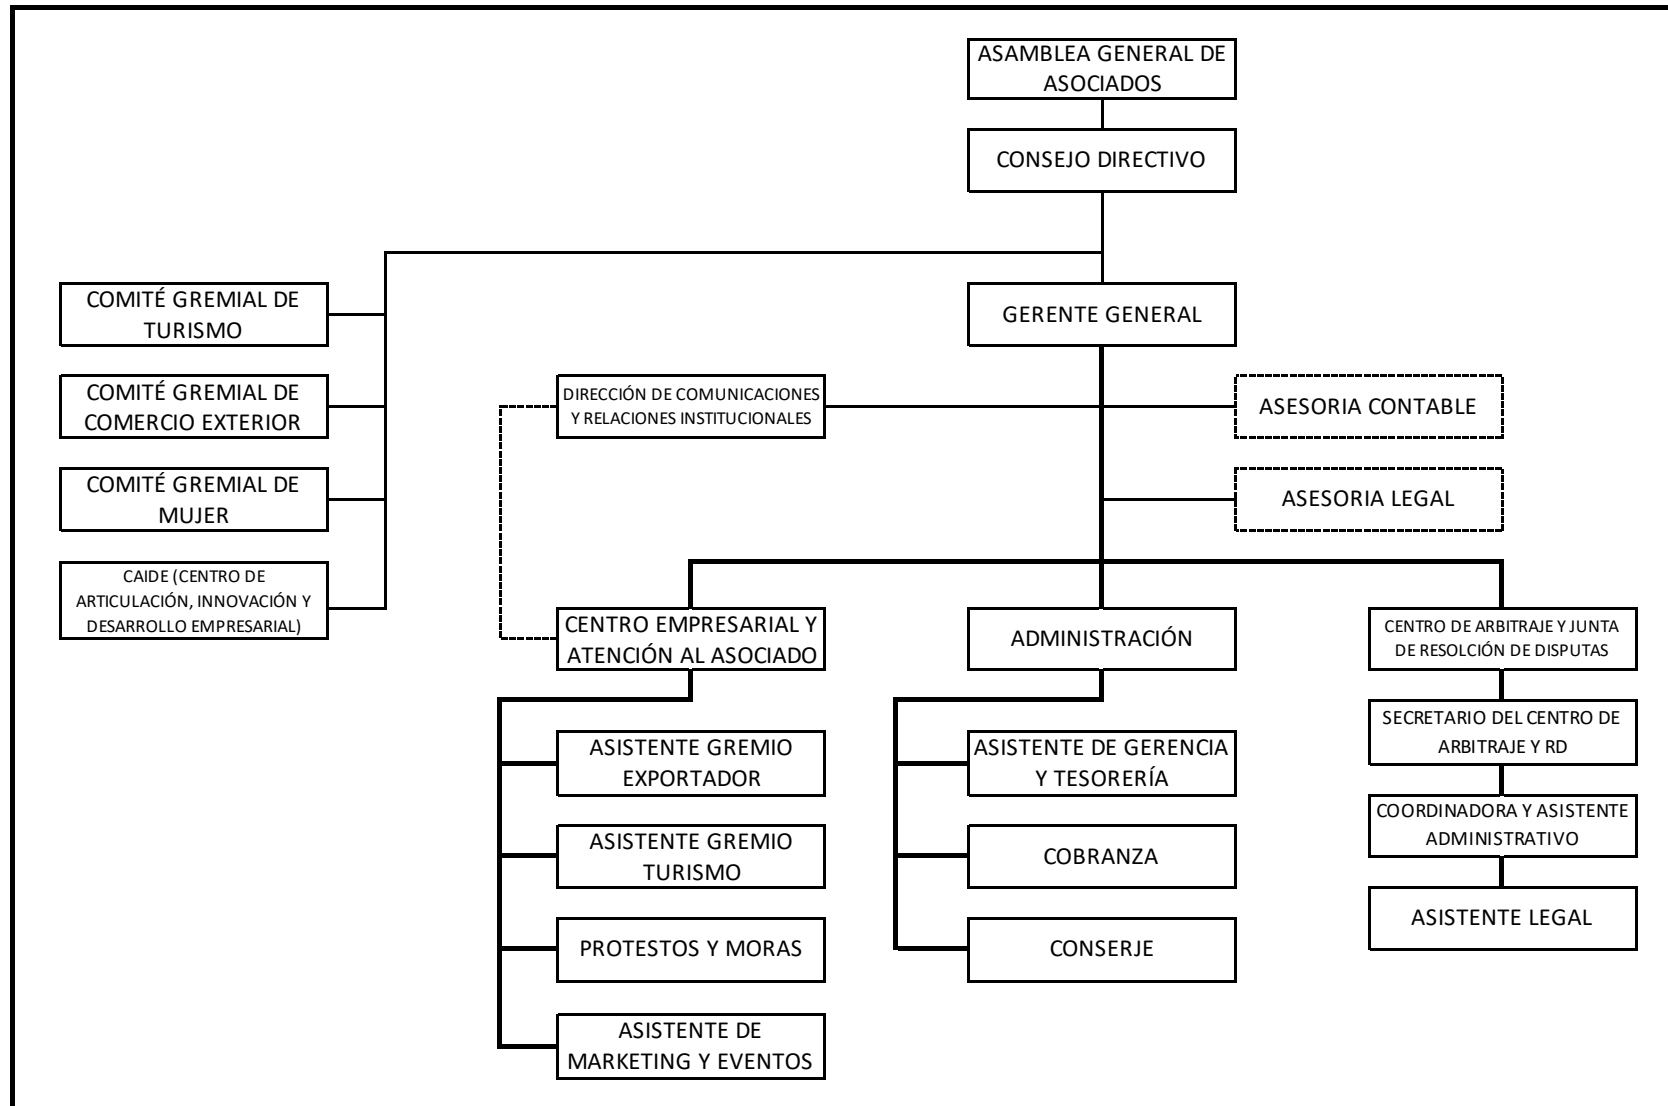 ASAMBLEA GENERAL DE
ASOCIADOS
CONSEJO DIRECTIVO
COMITÉ GREMIAL DE
TURISMO
GERENTE GENERAL
COMITÉ GREMIAL DE
COMERCIO EXTERIOR
DIRECCIÓN DE COMUNICACIONES
Y RELACIONES INSTITUCIONALES
ASESORIA CONTABLE
COMITÉ GREMIAL DE
MUJER
ASESORIA LEGAL
CAIDE (CENTRO DE
ARTICULACIÓN, INNOVACIÓN Y
DESARROLLO EMPRESARIAL)
CENTRO EMPRESARIAL Y
ATENCIÓN AL ASOCIADO
ADMINISTRACIÓN
CENTRO DE ARBITRAJE Y JUNTA
DE RESOLCIÓN DE DISPUTAS
ASISTENTE GREMIO
EXPORTADOR
ASISTENTE DE GERENCIA
Y TESORERÍA
SECRETARIO DEL CENTRO DE
ARBITRAJE Y RD
ASISTENTE GREMIO
TURISMO
COBRANZA
COORDINADORA Y ASISTENTE
ADMINISTRATIVO
PROTESTOS Y MORAS
CONSERJE
ASISTENTE LEGAL
ASISTENTE DE
MARKETING Y EVENTOS